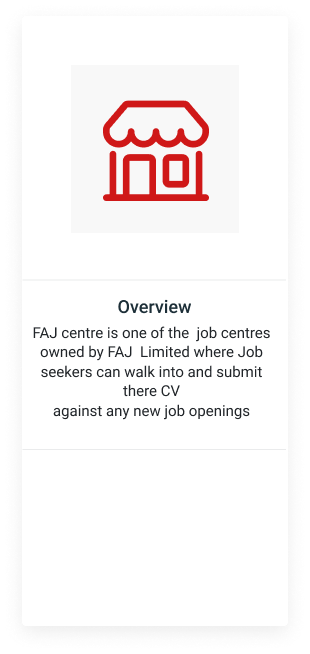 Overview
FAJ centre is one of the  job centres
owned by FAJ  Limited where Job
seekers can walk into and submit
there CV
against any new job openings